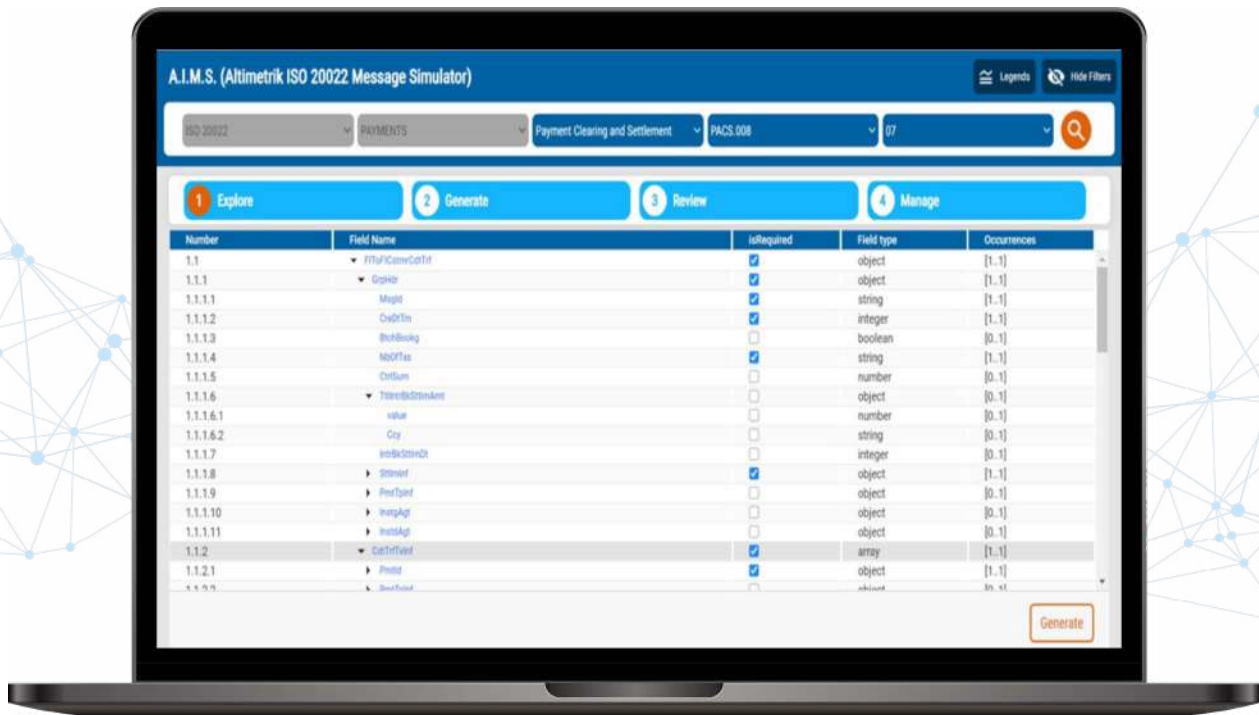 A.I.M.S. (Altimetrik ISO 20022 Message Simulator)
Legends
Hide Filters
ISO 20022
PAYMENTS
Payment Clearing and Settlement
PACS.008
07
1 Explore
2 Generate
3 Review
4 Manage
Number Field Name isRequired Field type Occurrences
1.1 FIToFICstmrCdtTrf object [1..1]
1.1.1 GrpHdr object [1..1]
1.1.1.1 MsgId string [1..1]
1.1.1.2 CreDtTm integer [1..1]
1.1.1.3 BtchBookg boolean [0..1]
1.1.1.4 NbOfTxs string [1..1]
1.1.1.5 CtrlSum number [0..1]
1.1.1.6 TtlIntrBkSttlmAmt object [0..1]
1.1.1.6.1 value number [0..1]
1.1.1.6.2 Ccy string [0..1]
1.1.1.7 IntrBkSttlmDt integer [0..1]
1.1.1.8 SttlmInf object [1..1]
1.1.1.9 PmtTpInf object [0..1]
1.1.1.10 InstgAgt object [0..1]
1.1.1.11 InstdAgt object [0..1]
1.1.2 CdtTrfTxInf array [1..1]
1.1.2.1 PmtId object [1..1]
1.1.2.2 PmtTpInf object [0..1]
Generate